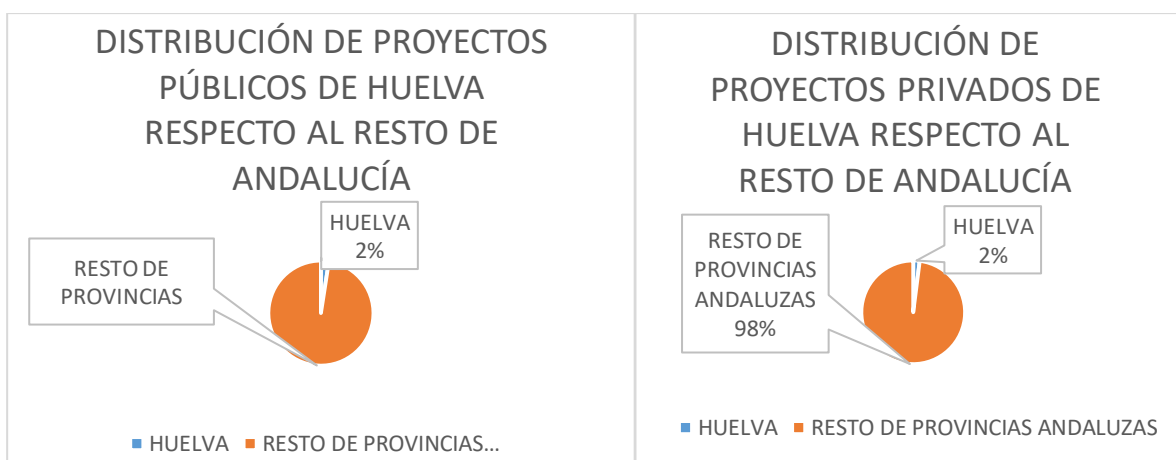 DISTRIBUCIÓN DE PROYECTOS
PÚBLICOS DE HUELVA
RESPECTO AL RESTO DE
ANDALUCÍA
HUELVA
2%
RESTO DE
PROVINCIAS
HUELVA
RESTO DE PROVINCIAS…
DISTRIBUCIÓN DE
PROYECTOS PRIVADOS DE
HUELVA RESPECTO AL
RESTO DE ANDALUCÍA
HUELVA
2%
RESTO DE
PROVINCIAS
ANDALUZAS
98%
HUELVA
RESTO DE PROVINCIAS ANDALUZAS